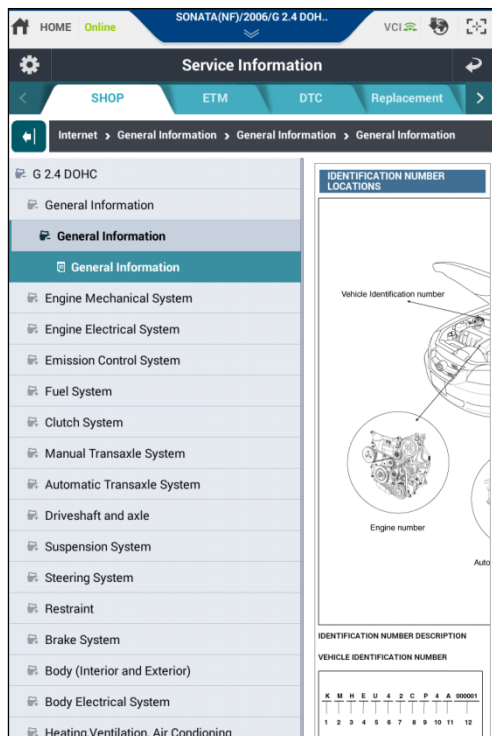 HOME Online SONATA(NF)/2006/G 2.4 DOH.. VCI
Service Information
SHOP ETM DTC Replacement
Internet > General Information > General Information > General Information
G 2.4 DOHC
General Information
General Information
General Information
Engine Mechanical System
Engine Electrical System
Emission Control System
Fuel System
Clutch System
Manual Transaxle System
Automatic Transaxle System
Driveshaft and axle
Suspension System
Steering System
Restraint
Brake System
Body (Interior and Exterior)
Body Electrical System
Heating Ventilation, Air Condioning
IDENTIFICATION NUMBER
LOCATIONS
Vehicle Identification number
Engine number
Auto
IDENTIFICATION NUMBER DESCRIPTION
VEHICLE IDENTIFICATION NUMBER
K M H E U 4 2 C P 4 A 000001
1 2 3 4 5 6 7 8 9 10 11 12